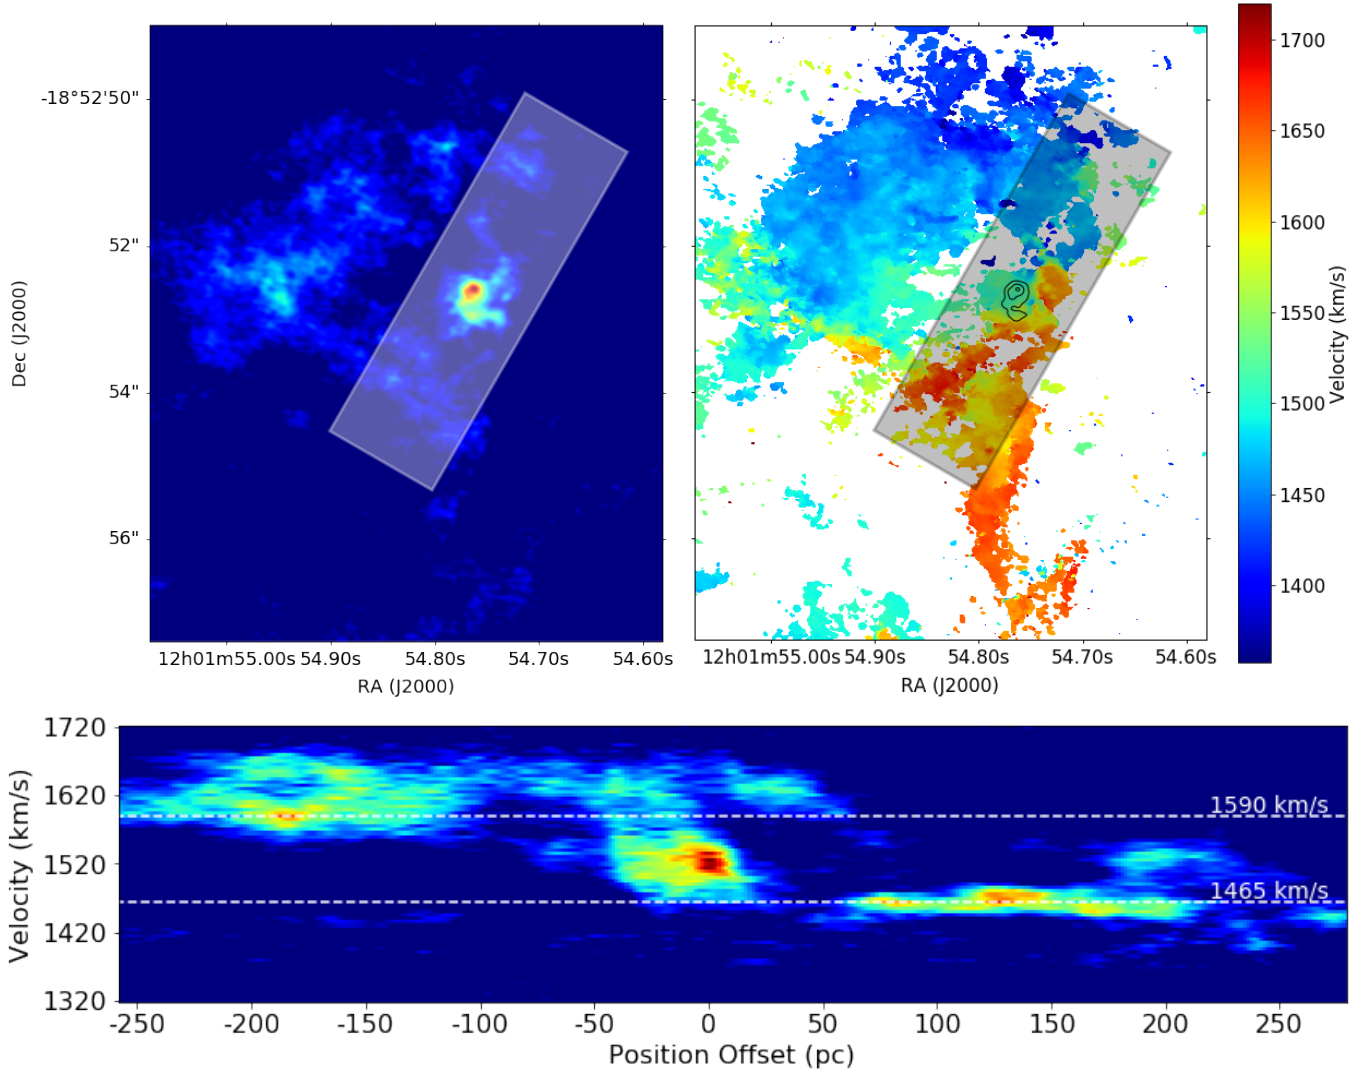 -18°52'50"
52"
54"
56"
Dec (J2000)
12h01m55.00s 54.90s 54.80s 54.70s 54.60s
RA (J2000)
12h01m55.00s 54.90s 54.80s 54.70s 54.60s
RA (J2000)
1700
1650
1600
1550
1500
1450
1400
Velocity (km/s)
1720
1620
1520
1420
1320
Velocity (km/s)
1590 km/s
1465 km/s
-250 -200 -150 -100 -50 0 50 100 150 200 250
Position Offset (pc)